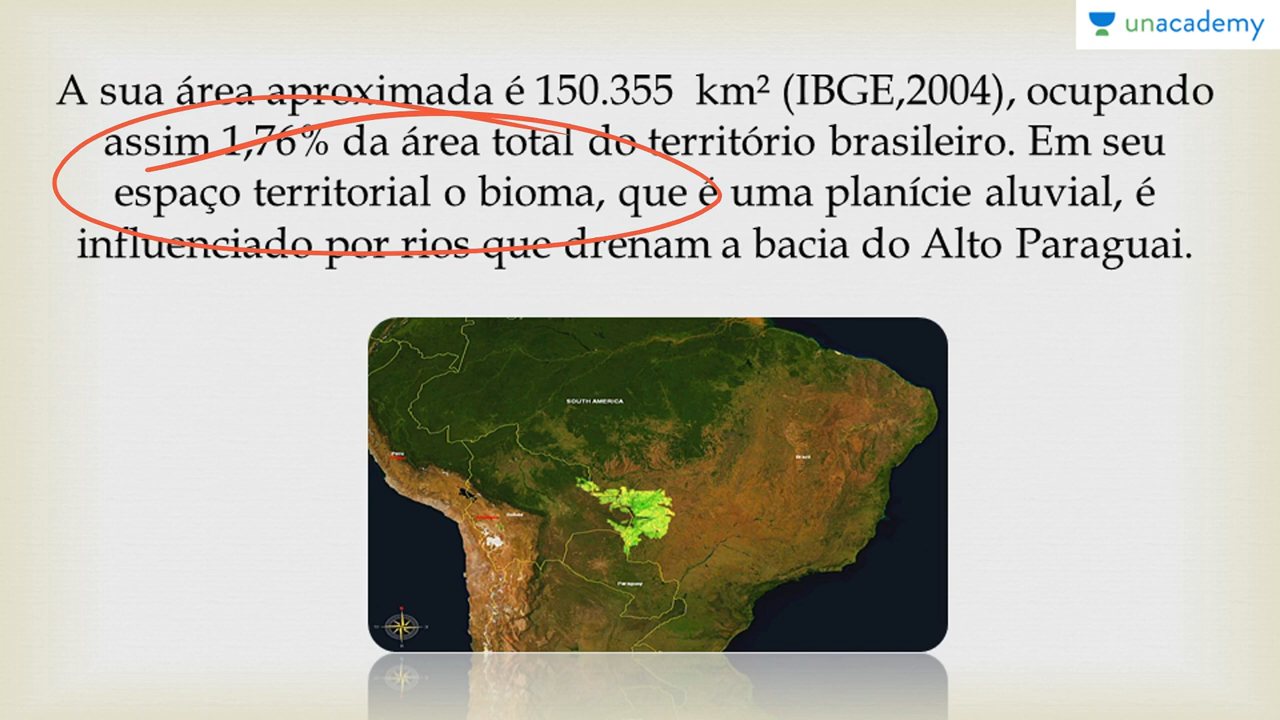 unacademy
A sua área aproximada é 150.355 km² (IBGE,2004), ocupando
assim 1,76% da área total do território brasileiro. Em seu
espaço territorial o bioma, que é uma planície aluvial, é
influenciado por rios que drenam a bacia do Alto Paraguai.
SOUTH AMERICA
Peru
Brazil
Paraguay